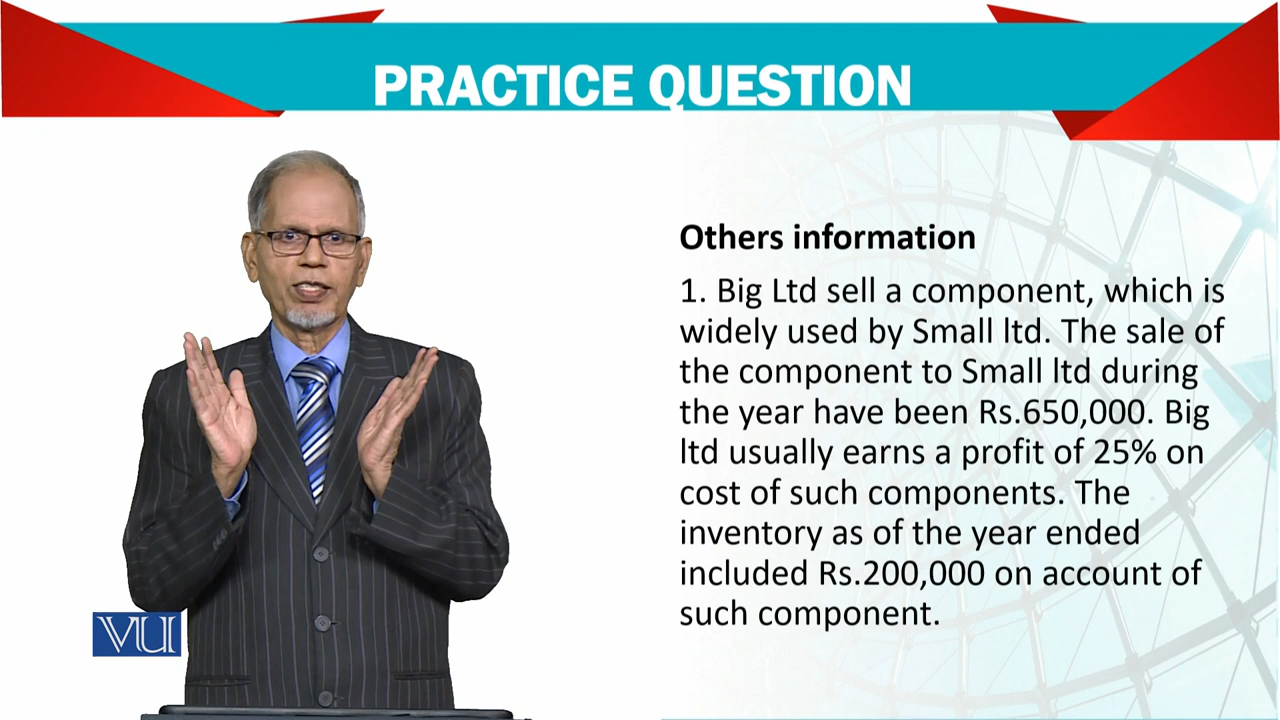 PRACTICE QUESTION
Others information
1. Big Ltd sell a component, which is
widely used by Small ltd. The sale of
the component to Small ltd during
the year have been Rs.650,000. Big
ltd usually earns a profit of 25% on
cost of such components. The
inventory as of the year ended
included Rs.200,000 on account of
such component.
VU